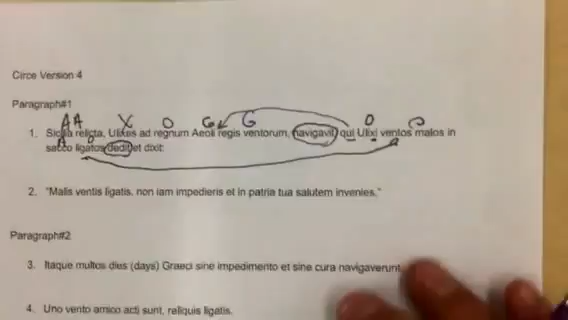 Circe Version 4
Paragraph#1
AA X O G G O
1. Sicilia relicta, Ulixes ad regnum Aeoli regis ventorum, navigavit, qui Ulixi ventos malos in
A O
sacco ligatos dedit et dixit:
2. "Malis ventis ligatis, non iam impedieris et in patria tua salutem invenies."
Paragraph#2
3. Itaque multos dies (days) Graeci sine impedimento et sine cura navigaverunt
4. Uno vento amico acti sunt, reliquis ligatis.